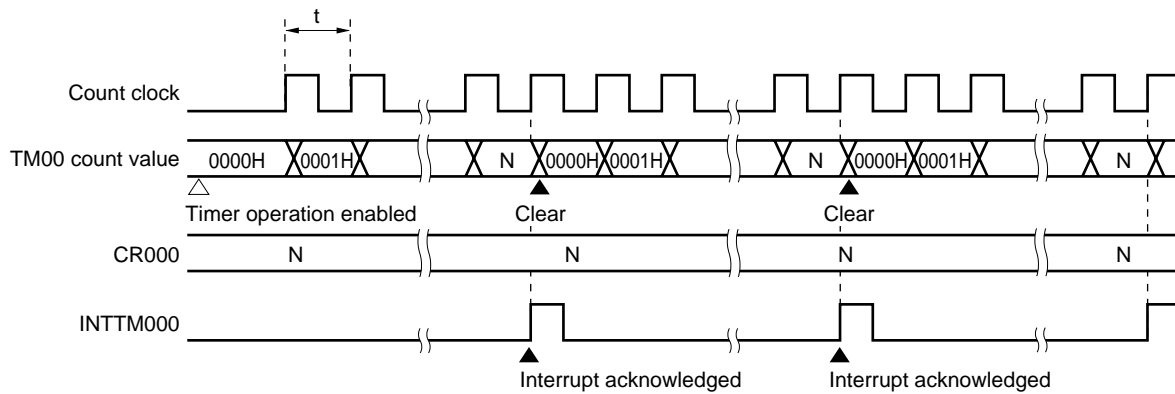 t
Count clock
TM00 count value 0000H 0001H N 0000H 0001H N 0000H 0001H N
Timer operation enabled Clear Clear
CR000 N N N N
INTTM000
Interrupt acknowledged Interrupt acknowledged